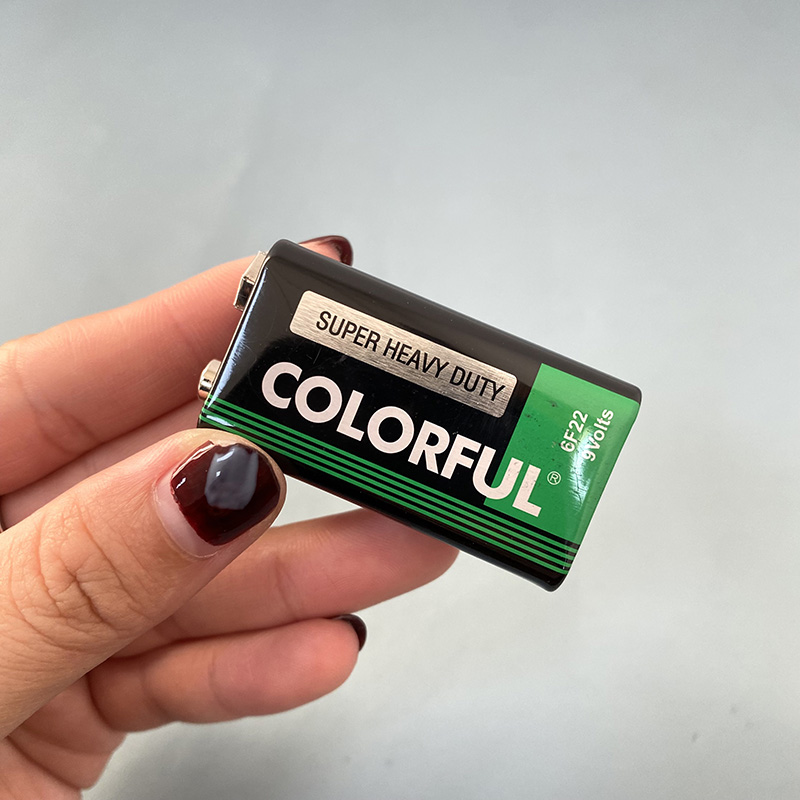 SUPER HEAVY DUTY
COLORFUL®
6F22
9Volts